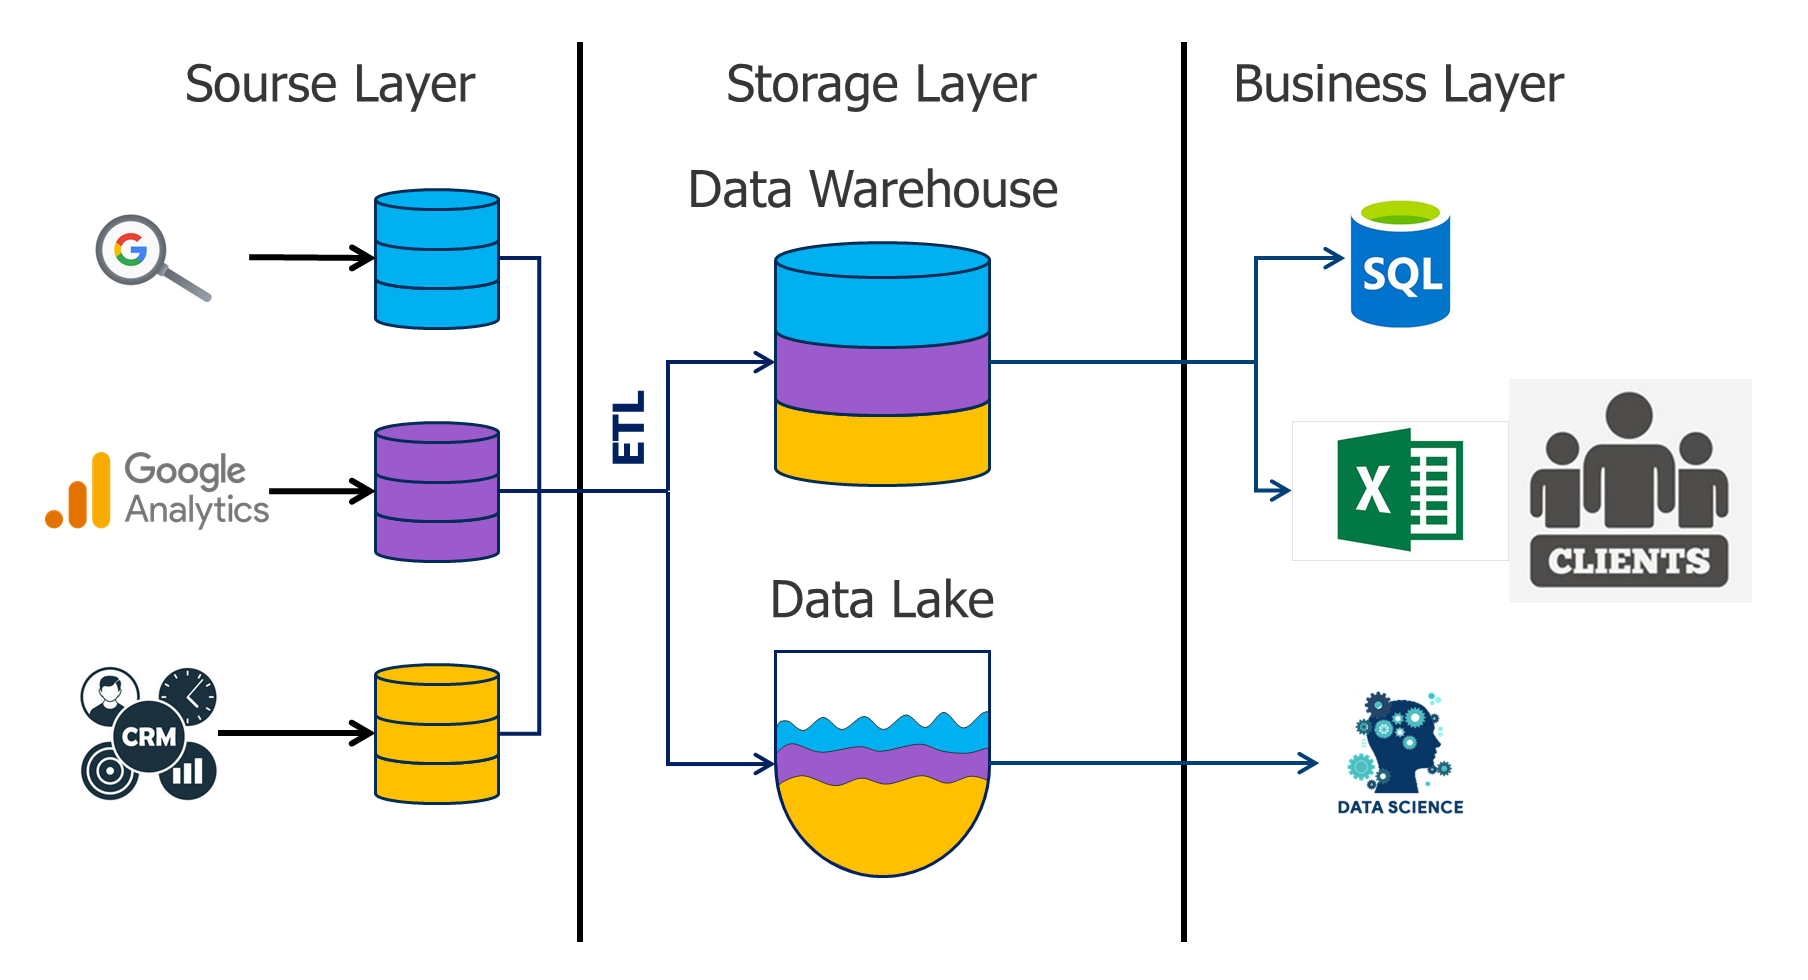 Sourse Layer
Storage Layer
Business Layer
Data Warehouse
G
SQL
ETL
Google
Analytics
X
CLIENTS
Data Lake
CRM
DATA SCIENCE